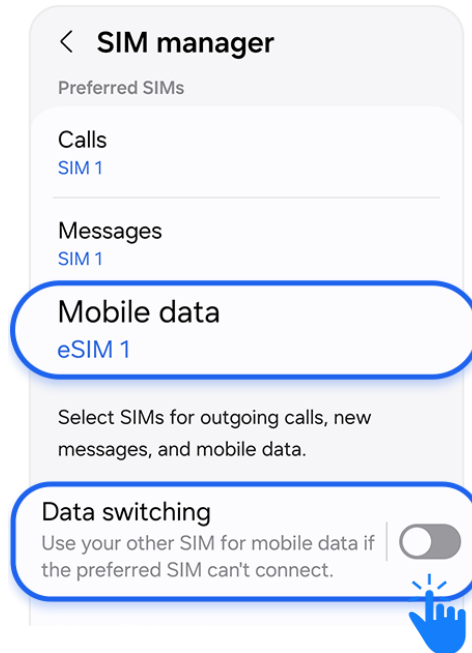 SIM manager
Preferred SIMs
Calls
SIM 1
Messages
SIM 1
Mobile data
eSIM 1
Select SIMs for outgoing calls, new
messages, and mobile data.
Data switching
Use your other SIM for mobile data if
the preferred SIM can't connect.